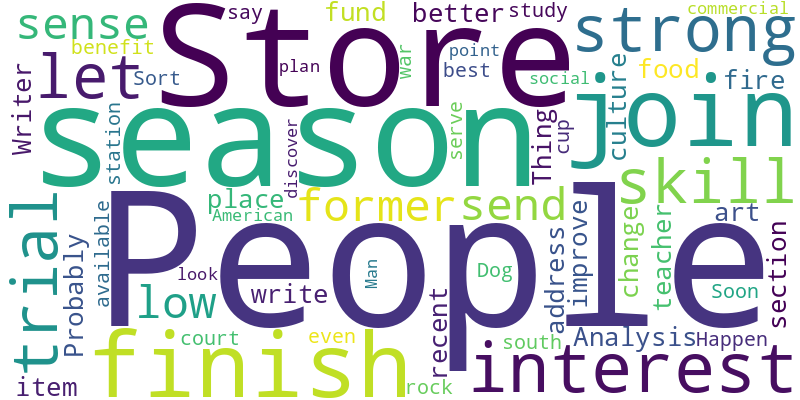 say
fund
better
study
commercial
sense
Store
strong
benefit
let
Sort
plan
war
point
best
social
food
fire
Writer
season
join
station
discover
serve
Thing
cup
culture
skill
place
American
former
send
trial
People
Probably
available
look
Man
Dog
address
improve
change
teacher
art
section
low
write
recent
Soon
finish
court
even
south
Analysis
Happen
item
rock
interest